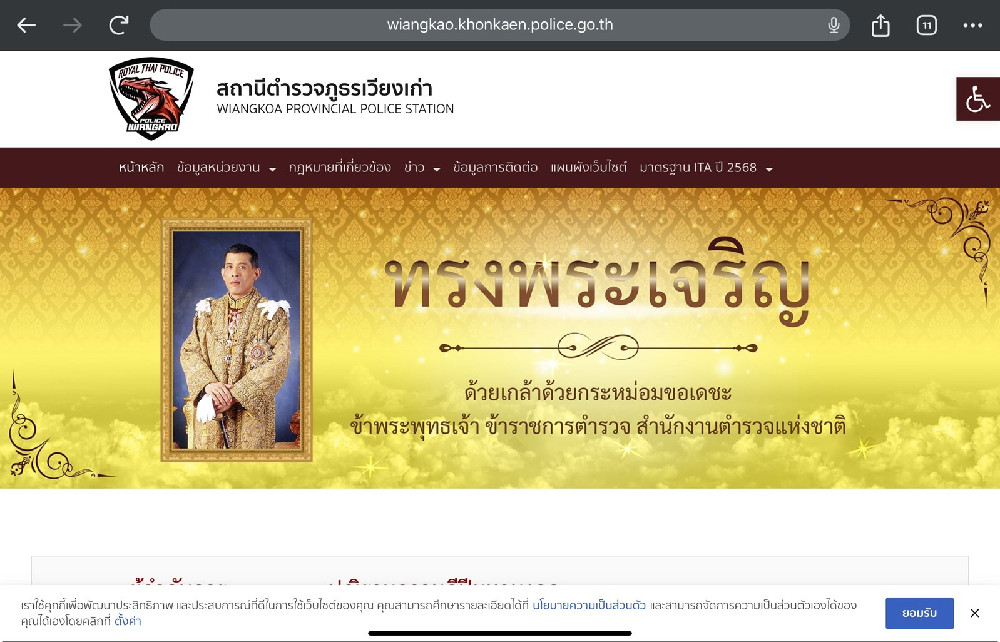 wiangkao.khonkaen.police.go.th
11
ROYAL THAI POLICE
POLICE
WIANGKAO
สถานีตำรวจภูธรเวียงเก่า
WIANGKOA PROVINCIAL POLICE STATION
หน้าหลัก ข้อมูลหน่วยงาน กฎหมายที่เกี่ยวข้อง ข่าว ข้อมูลการติดต่อ แผนผังเว็บไซต์ มาตรฐาน ITA ปี 2568
ทรงพระเจริญ
ด้วยเกล้าด้วยกระหม่อมขอเดชะ
ข้าพระพุทธเจ้า ข้าราชการตำรวจ สำนักงานตำรวจแห่งชาติ
เราใช้คุกกี้เพื่อพัฒนาประสิทธิภาพ และประสบการณ์ที่ดีในการใช้เว็บไซต์ของคุณ คุณสามารถศึกษารายละเอียดได้ที่ นโยบายความเป็นส่วนตัว และสามารถจัดการความเป็นส่วนตัวเองได้ของ
คุณได้เองโดยคลิกที่ ตั้งค่า
ยอมรับ